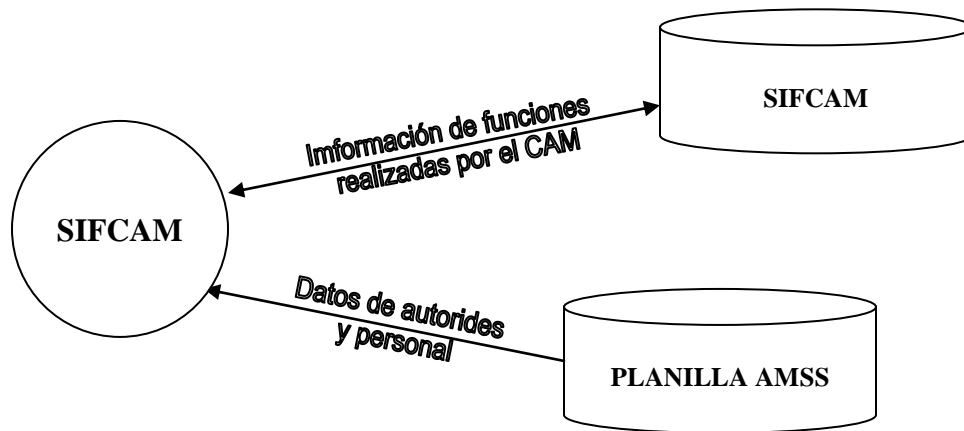 SIFCAM
Imformación de funciones
realizadas por el CAM
SIFCAM
Datos de autorides
y personal
PLANILLA AMSS